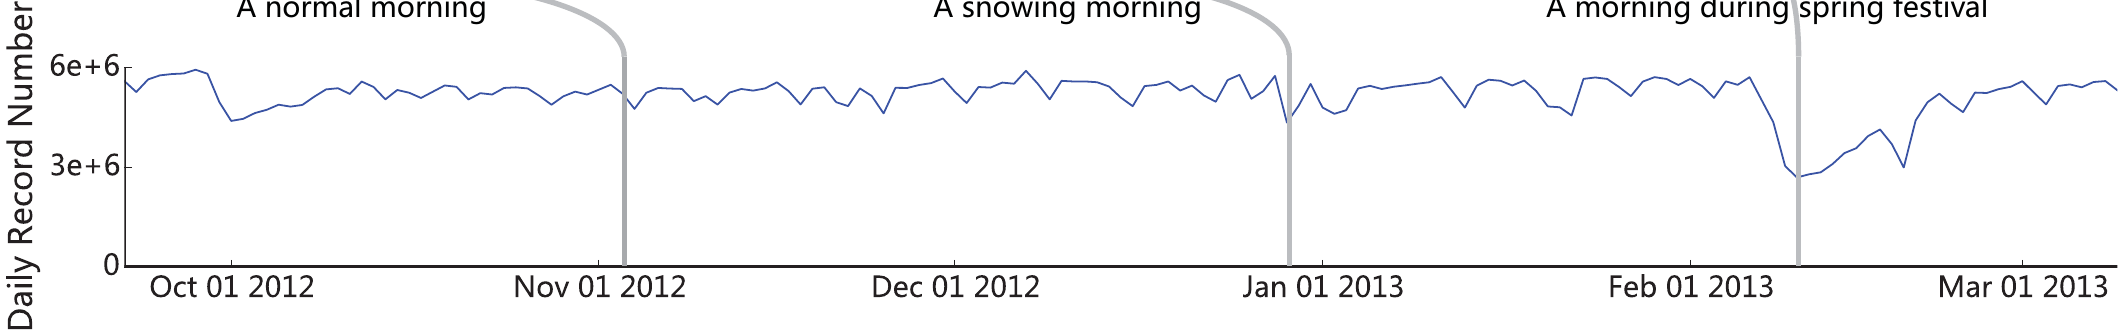 A normal morning
A snowing morning
A morning during spring festival
Daily Record Number
6e+6
3e+6
0
Oct 01 2012
Nov 01 2012
Dec 01 2012
Jan 01 2013
Feb 01 2013
Mar 01 2013